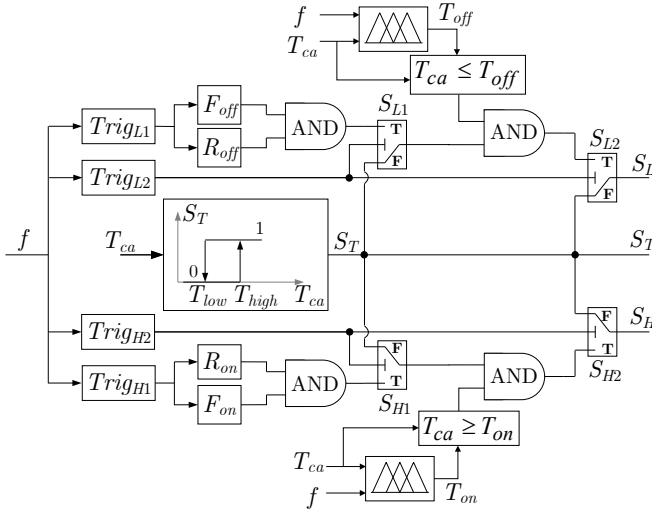 f
T_off
T_ca
T_ca ≤ T_off
Trig_L1
F_off
R_off
AND
S_L1
T
F
AND
S_L2
T
F
S_L
Trig_L2
f
T_ca
S_T
1
0
T_low
T_high
T_ca
S_T
S_T
Trig_H2
F
T
S_H
S_H2
Trig_H1
R_on
F_on
AND
F
T
S_H1
AND
T_ca ≥ T_on
T_ca
f
T_on